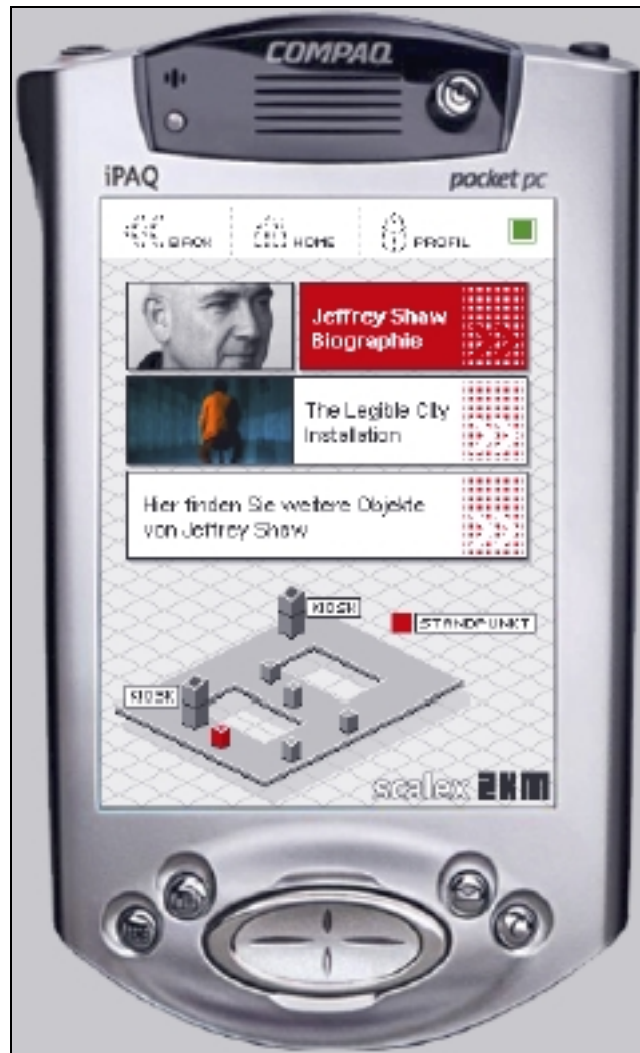 COMPAQ
iPAQ
pocket pc
BACK
HOME
PROFIL
Jeffrey Shaw
Biographie
The Legible City
Installation
Hier finden Sie weitere Objekte
von Jeffrey Shaw
KIOSK
STANDPUNKT
KIOSK
scalex ZKM